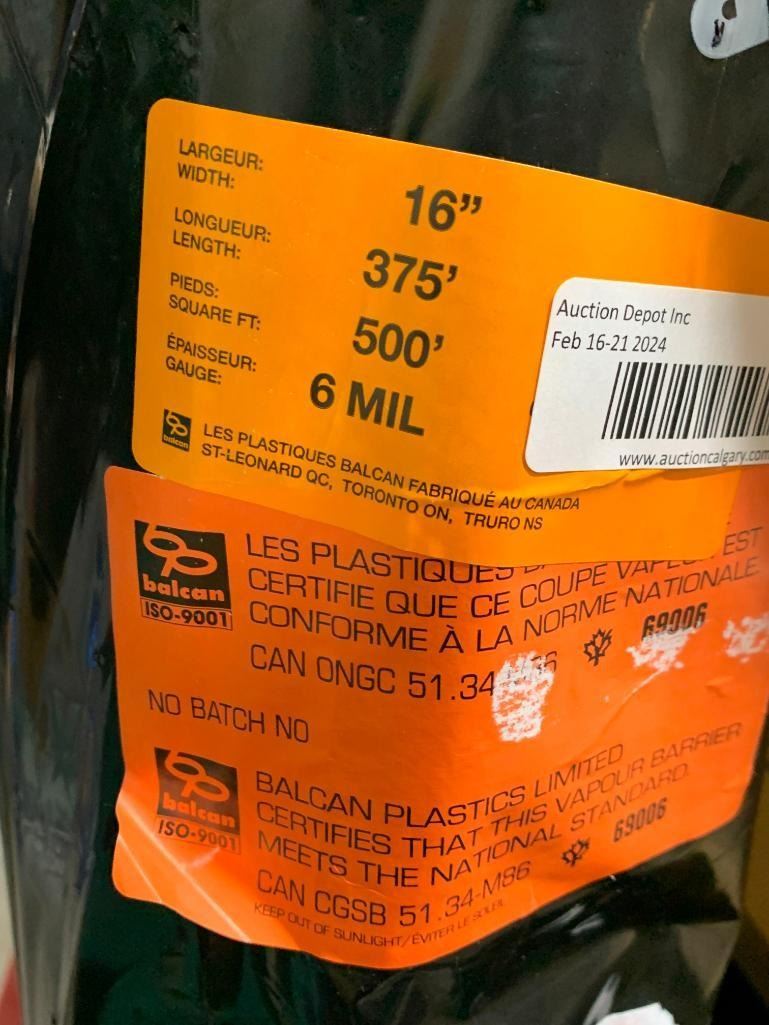 LARGEUR:
WIDTH:
16”
LONGUEUR:
LENGTH:
375’
PIEDS:
SQUARE FT:
500’
ÉPAISSEUR:
GAUGE:
6 MIL
balcan
LES PLASTIQUES BALCAN FABRIQUÉ AU CANADA
ST-LEONARD QC, TORONTO ON, TRURO NS
Auction Depot Inc
Feb 16-21 2024
www.auctioncalgary.com
balcan
ISO-9001
LES PLASTIQUES
EST
CERTIFIE QUE CE COUPE
CONFORME À LA NORME NATIONALE.
CAN ONGC 51.34
69006
NO BATCH NO
balcan
ISO-9001
BALCAN PLASTICS LIMITED
CERTIFIES THAT THIS VAPOUR BARRIER
MEETS THE NATIONAL STANDARD.
CAN CGSB 51.34-M86
69006
KEEP OUT OF SUNLIGHT/ÉVITER LE SOLEIL